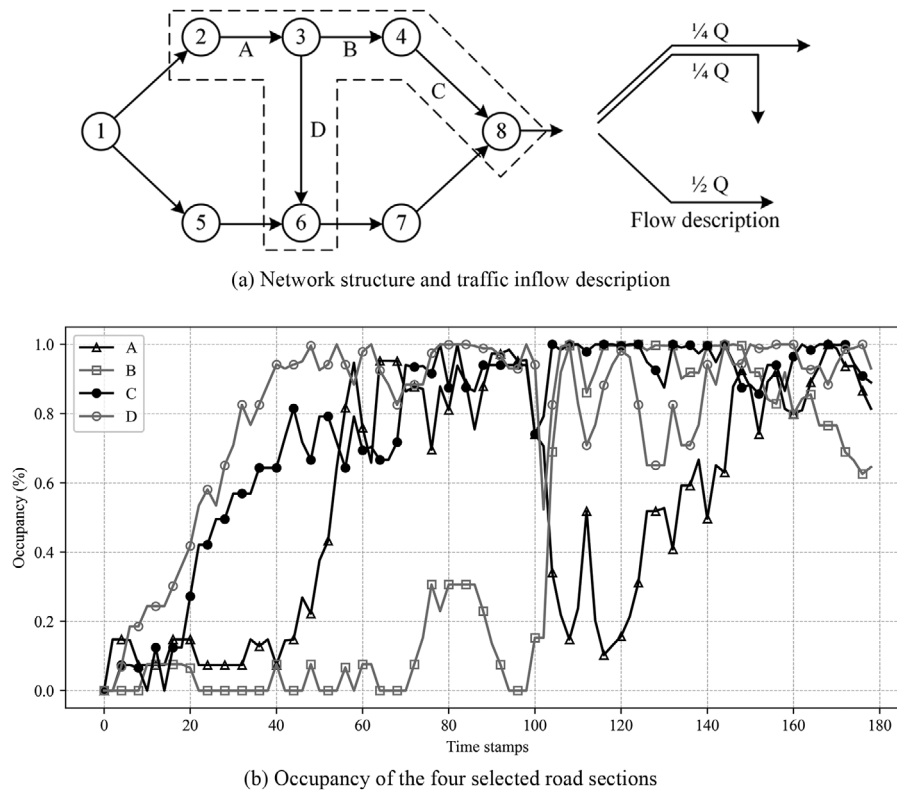 2
3
4
A
B
1
C
D
8
5
6
7
¼ Q
¼ Q
½ Q
Flow description
(a) Network structure and traffic inflow description
A
B
C
D
1.0
0.8
0.6
0.4
0.2
0.0
Occupancy (%)
0 20 40 60 80 100 120 140 160 180
Time stamps
(b) Occupancy of the four selected road sections